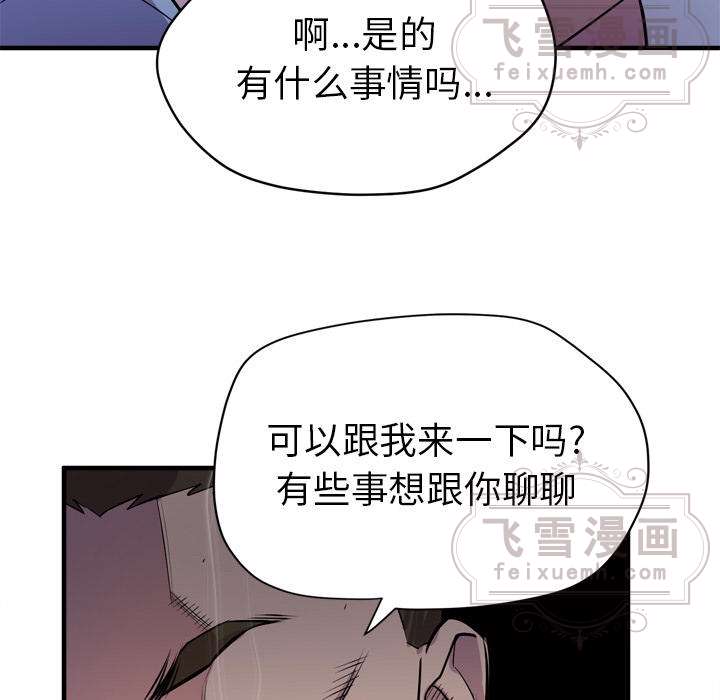 啊...是的
有什么事情吗...
飞雪漫画
feixuemh.com
可以跟我来一下吗?
有些事想跟你聊聊
飞雪漫画
feixuemh.com